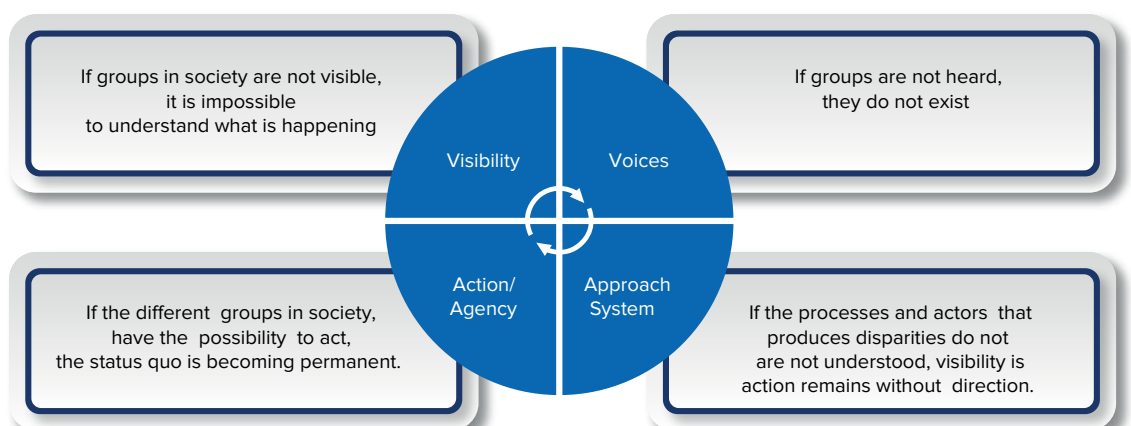 If groups in society are not visible,
it is impossible
to understand what is happening
If groups are not heard,
they do not exist
Visibility
Voices
Action/
Agency
Approach
System
If the different groups in society,
have the possibility to act,
the status quo is becoming permanent.
If the processes and actors that
produces disparities do not
are not understood, visibility is
action remains without direction.